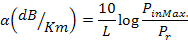 α(dB/Km) = 10/L log P_inMax./P_r